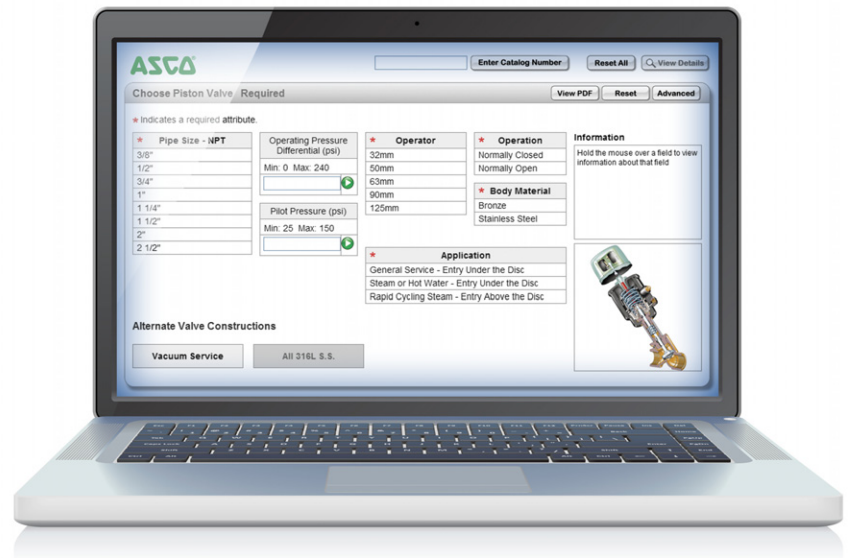 ASCO
Enter Catalog Number
Reset All
View Details
Choose Piston Valve Required
View PDF
Reset
Advanced
* Indicates a required attribute.
* Pipe Size - NPT
3/8"
1/2"
3/4"
1"
1 1/4"
1 1/2"
2"
2 1/2"
Operating Pressure
Differential (psi)
Min: 0 Max: 240
Pilot Pressure (psi)
Min: 25 Max: 150
* Operator
32mm
50mm
63mm
90mm
125mm
* Operation
Normally Closed
Normally Open
* Body Material
Bronze
Stainless Steel
* Application
General Service - Entry Under the Disc
Steam or Hot Water - Entry Under the Disc
Rapid Cycling Steam - Entry Above the Disc
Information
Hold the mouse over a field to view
information about that field
Alternate Valve Constructions
Vacuum Service
All 316L S.S.